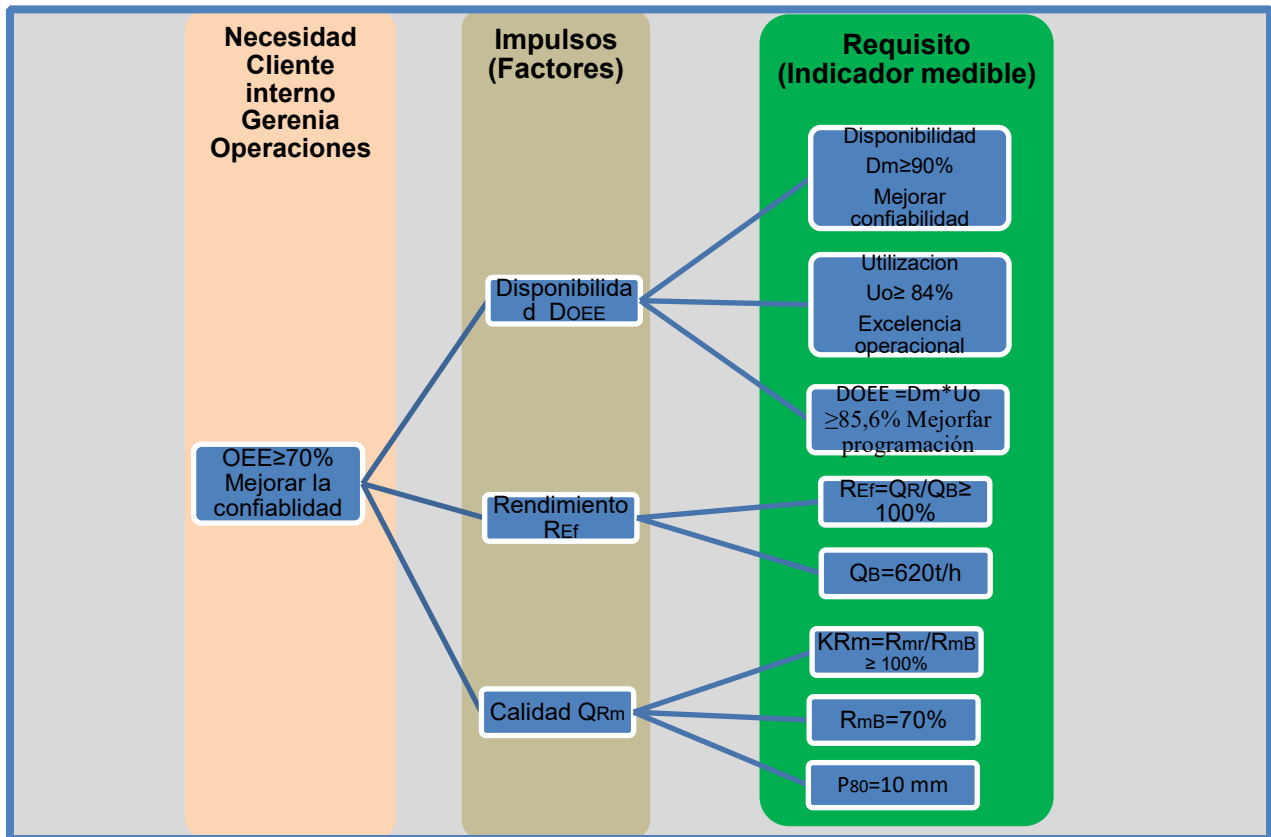 Necesidad
Cliente
interno
Gerenia
Operaciones
Impulsos
(Factores)
Requisito
(Indicador medible)
OEE≥70%
Mejorar la
confiablidad
Disponibilida
d DOEE
Rendimiento
REf
Calidad QRm
Disponibilidad
Dm≥90%
Mejorar
confiabilidad
Utilizacion
Uo≥ 84%
Excelencia
operacional
DOEE =Dm*Uo
≥85,6% Mejorfar
programación
REf=QR/QB≥
100%
QB=620t/h
KRm=Rmr/RmB
≥ 100%
RmB=70%
P80=10 mm